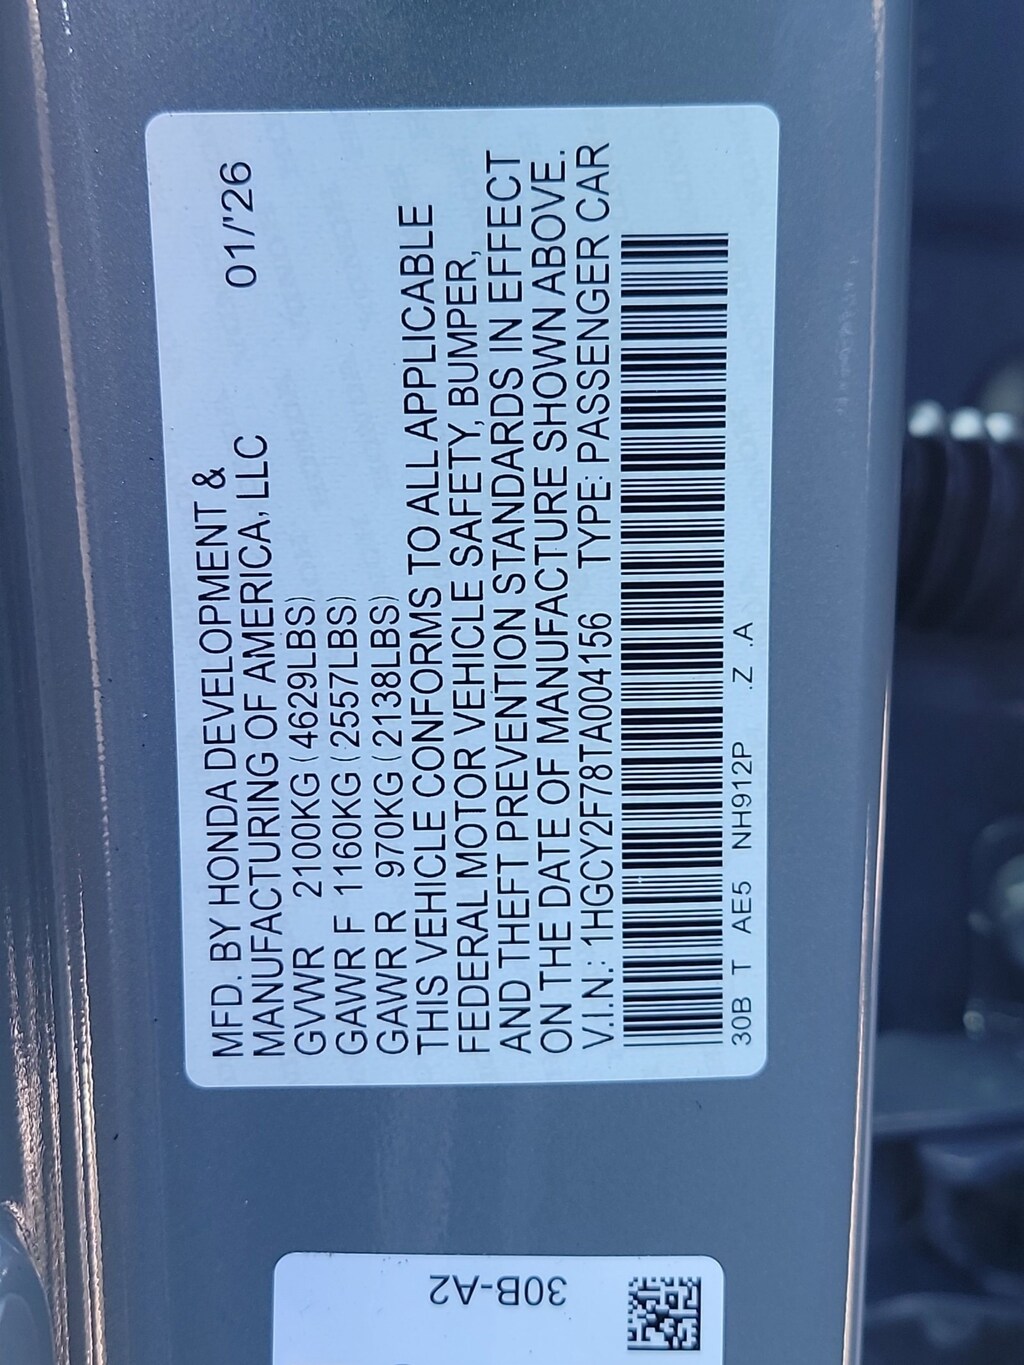 MFD. BY HONDA DEVELOPMENT &
MANUFACTURING OF AMERICA, LLC 01/'26
GVWR 2100KG (4629LBS)
GAWR F 1160KG (2557LBS)
GAWR R 970KG (2138LBS)
THIS VEHICLE CONFORMS TO ALL APPLICABLE
FEDERAL MOTOR VEHICLE SAFETY, BUMPER,
AND THEFT PREVENTION STANDARDS IN EFFECT
ON THE DATE OF MANUFACTURE SHOWN ABOVE.
V.I.N.: 1HGCY2F78TA004156 TYPE: PASSENGER CAR
30B T AE5 NH912P .Z .A
30B-A2